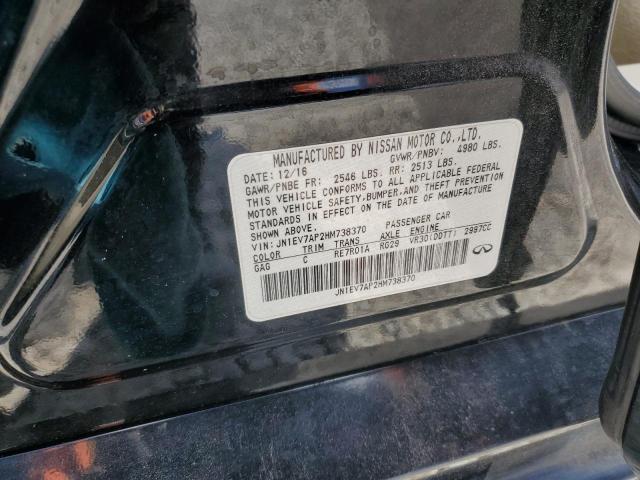 MANUFACTURED BY NISSAN MOTOR CO.,LTD.
DATE: 12/16 GVWR/PNBV: 4980 LBS.
GAWR/PNBE FR: 2546 LBS. RR: 2513 LBS.
THIS VEHICLE CONFORMS TO ALL APPLICABLE FEDERAL
MOTOR VEHICLE SAFETY,BUMPER,AND THEFT PREVENTION
STANDARDS IN EFFECT ON THE DATE OF MANUFACTURE
SHOWN ABOVE.
VIN: JN1EV7AP2HM738370 PASSENGER CAR
COLOR TRIM TRANS AXLE ENGINE
GAG C RE7R01A RG29 VR30(DDTT) 2997CC
JN1EV7AP2HM738370